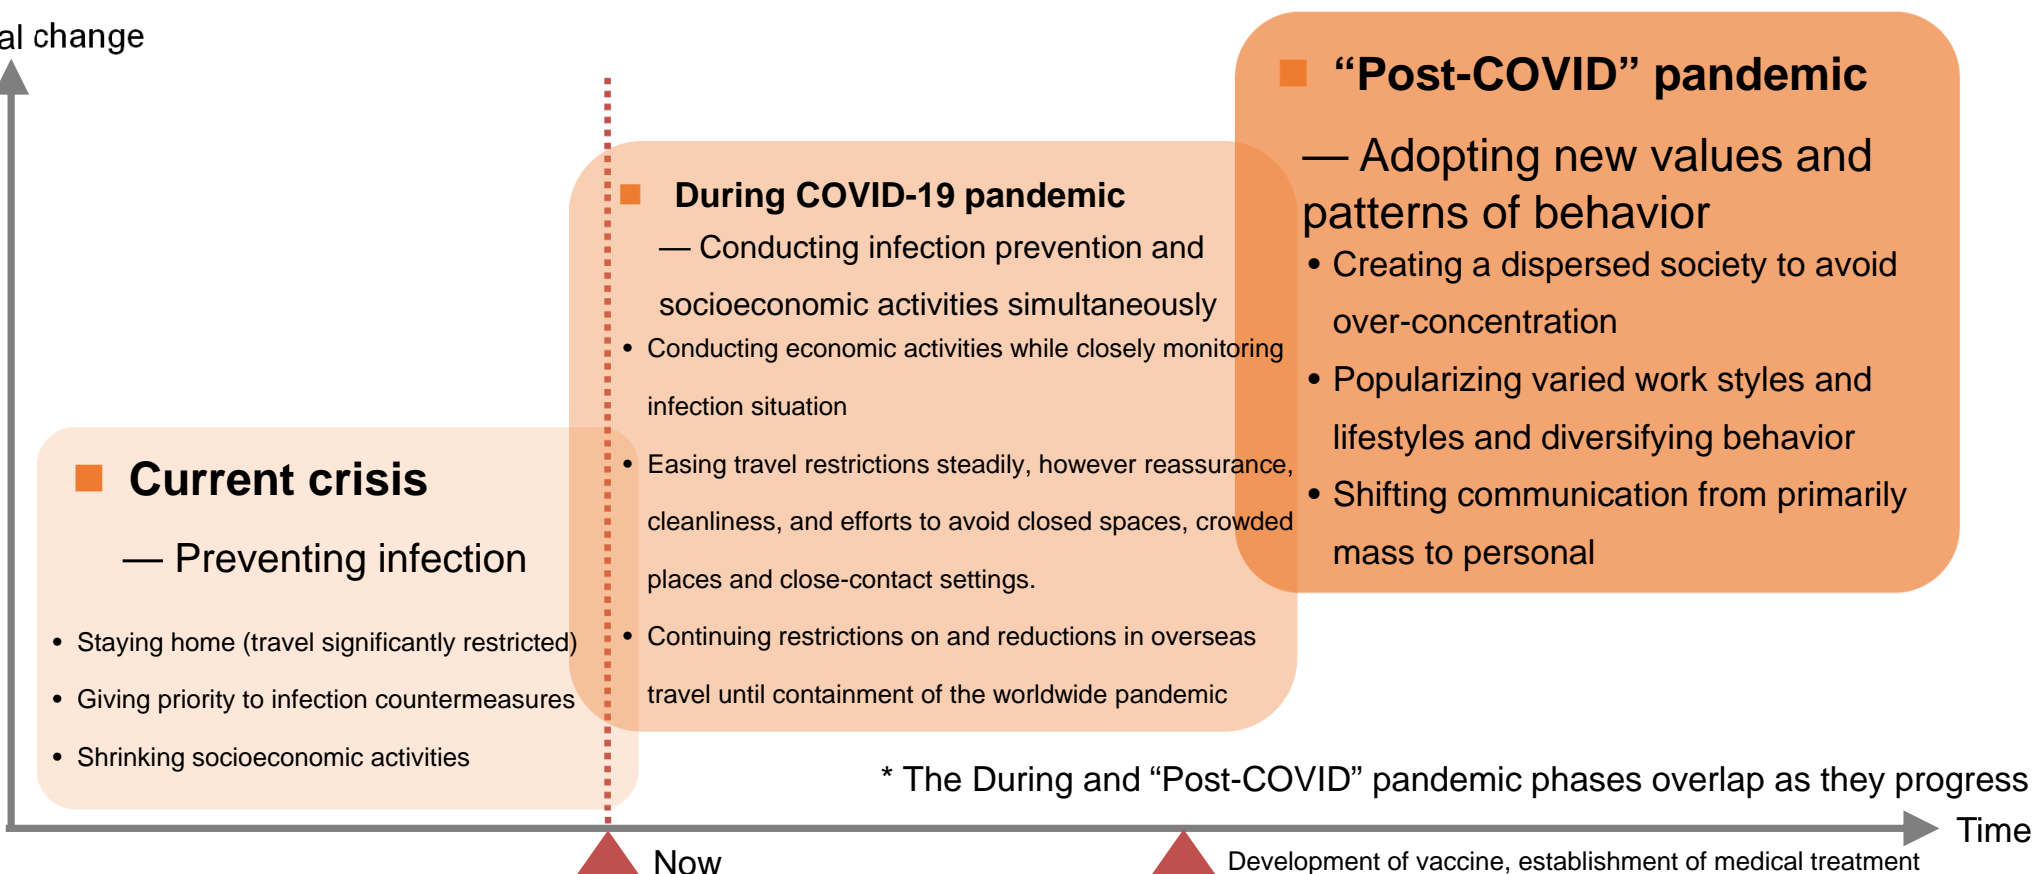 al change
■ Current crisis
— Preventing infection
• Staying home (travel significantly restricted)
• Giving priority to infection countermeasures
• Shrinking socioeconomic activities
■ During COVID-19 pandemic
— Conducting infection prevention and
socioeconomic activities simultaneously
• Conducting economic activities while closely monitoring
infection situation
• Easing travel restrictions steadily, however reassurance,
cleanliness, and efforts to avoid closed spaces, crowded
places and close-contact settings.
• Continuing restrictions on and reductions in overseas
travel until containment of the worldwide pandemic
■ “Post-COVID” pandemic
— Adopting new values and
patterns of behavior
• Creating a dispersed society to avoid
over-concentration
• Popularizing varied work styles and
lifestyles and diversifying behavior
• Shifting communication from primarily
mass to personal
* The During and “Post-COVID” pandemic phases overlap as they progress
Time
Now
Development of vaccine, establishment of medical treatment